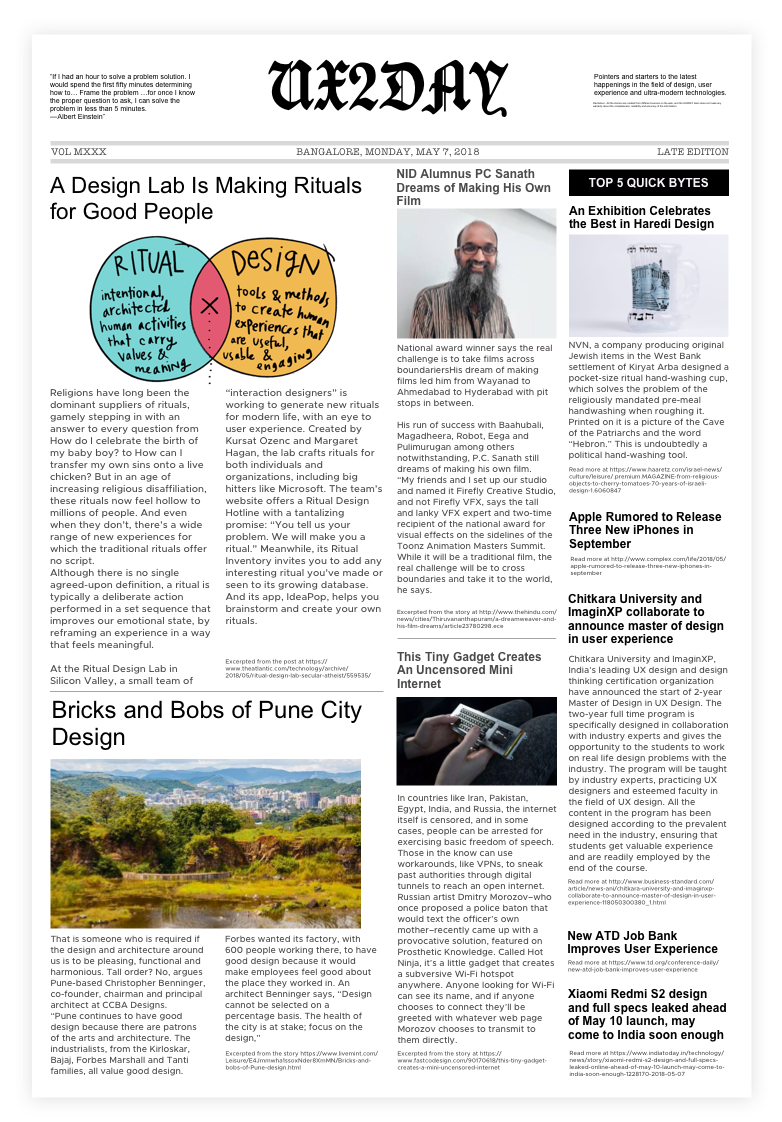 "If I had an hour to solve a problem solution. I
would spend the first fifty minutes determining
how to… Frame the problem …for once I know
the proper question to ask, I can solve the
problem in less than 5 minutes.
—Albert Einstein"
UX2DAY
Pointers and starters to the latest
happenings in the field of design, user
experience and ultra-modern technologies.
VOL MXXX
BANGALORE, MONDAY, MAY 7, 2018
LATE EDITION
A Design Lab Is Making Rituals
for Good People
RITUAL
intentional,
architected
human activities
that carry
values &
meaning
X
DESIGN
tools & methods
to create human
experiences that
are useful,
usable &
engaging
Religions have long been the
dominant suppliers of rituals,
gamely stepping in with an
answer to every question from
How do I celebrate the birth of
my baby boy? to How can I
transfer my own sins onto a live
chicken? But in an age of
increasing religious disaffiliation,
these rituals now feel hollow to
millions of people. And even
when they don't, there's a wide
range of new experiences for
which the traditional rituals offer
no script.
Although there is no single
agreed-upon definition, a ritual is
typically a deliberate action
performed in a set sequence that
improves our emotional state, by
reframing an experience in a way
that feels meaningful.
At the Ritual Design Lab in
Silicon Valley, a small team of
"interaction designers" is
working to generate new rituals
for modern life, with an eye to
user experience. Created by
Kursat Ozenc and Margaret
Hagan, the lab crafts rituals for
both individuals and
organizations, including big
hitters like Microsoft. The team's
website offers a Ritual Design
Hotline with a tantalizing
promise: "You tell us your
problem. We will make you a
ritual." Meanwhile, its Ritual
Inventory invites you to add any
interesting ritual you've made or
seen to its growing database.
And its app, IdeaPop, helps you
brainstorm and create your own
rituals.
Excerpted from the post at https://
www.theatlantic.com/technology/archive/
2018/05/ritual-design-lab-secular-atheist/559535/
Bricks and Bobs of Pune City
Design
That is someone who is required if
the design and architecture around
us is to be pleasing, functional and
harmonious. Tall order? No, argues
Pune-based Christopher Benninger,
co-founder, chairman and principal
architect at CCBA Designs.
"Pune continues to have good
design because there are patrons
of the arts and architecture. The
industrialists, from the Kirloskar,
Bajaj, Forbes Marshall and Tanti
families, all value good design.
Forbes wanted its factory, with
600 people working there, to have
good design because it would
make employees feel good about
the place they worked in. An
architect Benninger says, "Design
cannot be selected on a
percentage basis. The health of
the city is at stake; focus on the
design,"
Excerpted from the story https://www.livemint.com/
Leisure/E4JmmwhaIssoxNder8XmMN/Bricks-and-
bobs-of-Pune-design.html
NID Alumnus PC Sanath
Dreams of Making His Own
Film
National award winner says the real
challenge is to take films across
boundariersHis dream of making
films led him from Wayanad to
Ahmedabad to Hyderabad with pit
stops in between.
His run of success with Baahubali,
Magadheera, Robot, Eega and
Pulimurugan among others
notwithstanding, P.C. Sanath still
dreams of making his own film.
"My friends and I set up our studio
and named it Firefly Creative Studio,
and not Firefly VFX, says the tall
and lanky VFX expert and two-time
recipient of the national award for
visual effects on the sidelines of the
Toonz Animation Masters Summit.
While it will be a traditional film, the
real challenge will be to cross
boundaries and take it to the world,
he says.
Excerpted from the story at http://www.thehindu.com/
news/cities/Thiruvananthapuram/a-dreamweaver-and-
his-film-dreams/article23780298.ece
This Tiny Gadget Creates
An Uncensored Mini
Internet
In countries like Iran, Pakistan,
Egypt, India, and Russia, the internet
itself is censored, and in some
cases, people can be arrested for
exercising basic freedom of speech.
Those in the know can use
workarounds, like VPNs, to sneak
past authorities through digital
tunnels to reach an open internet.
Russian artist Dmitry Morozov–who
once proposed a police baton that
would text the officer's own
mother–recently came up with a
provocative solution, featured on
Prosthetic Knowledge. Called Hot
Ninja, it's a little gadget that creates
a subversive Wi-Fi hotspot
anywhere. Anyone looking for Wi-Fi
can see its name, and if anyone
chooses to connect they'll be
greeted with whatever web page
Morozov chooses to transmit to
them directly.
Excerpted from the story at https://
www.fastcodesign.com/90170618/this-tiny-gadget-
creates-a-mini-uncensored-internet
TOP 5 QUICK BYTES
An Exhibition Celebrates
the Best in Haredi Design
NVN, a company producing original
Jewish items in the West Bank
settlement of Kiryat Arba designed a
pocket-size ritual hand-washing cup,
which solves the problem of the
religiously mandated pre-meal
handwashing when roughing it.
Printed on it is a picture of the Cave
of the Patriarchs and the word
"Hebron." This is undoubtedly a
political hand-washing tool.
Read more at https://www.haaretz.com/israel-news/
culture/leisure/.premium.MAGAZINE-from-religious-
objects-to-cherry-tomatoes-70-years-of-israeli-
design-1.6060847
Apple Rumored to Release
Three New iPhones in
September
Read more at http://www.complex.com/life/2018/05/
apple-rumored-to-release-three-new-iphones-in-
september
Chitkara University and
ImaginXP collaborate to
announce master of design
in user experience
Chitkara University and ImaginXP,
India's leading UX design and design
thinking certification organization
have announced the start of 2-year
Master of Design in UX Design. The
two-year full time program is
specifically designed in collaboration
with industry experts and gives the
opportunity to the students to work
on real life design problems with the
industry. The program will be taught
by industry experts, practicing UX
designers and esteemed faculty in
the field of UX design. All the
content in the program has been
designed according to the prevalent
need in the industry, ensuring that
students get valuable experience
and are readily employed by the
end of the course.
Read more at http://www.business-standard.com/
article/news-ani/chitkara-university-and-imaginxp-
collaborate-to-announce-master-of-design-in-user-
experience-118050300380_1.html
New ATD Job Bank
Improves User Experience
Read more at https://www.td.org/conference-daily/
new-atd-job-bank-improves-user-experience
Xiaomi Redmi S2 design
and full specs leaked ahead
of May 10 launch, may
come to India soon enough
Read more at https://www.indiatoday.in/technology/
news/story/xiaomi-redmi-s2-design-and-full-specs-
leaked-online-ahead-of-may-10-launch-may-come-to-
india-soon-enough-1228170-2018-05-07